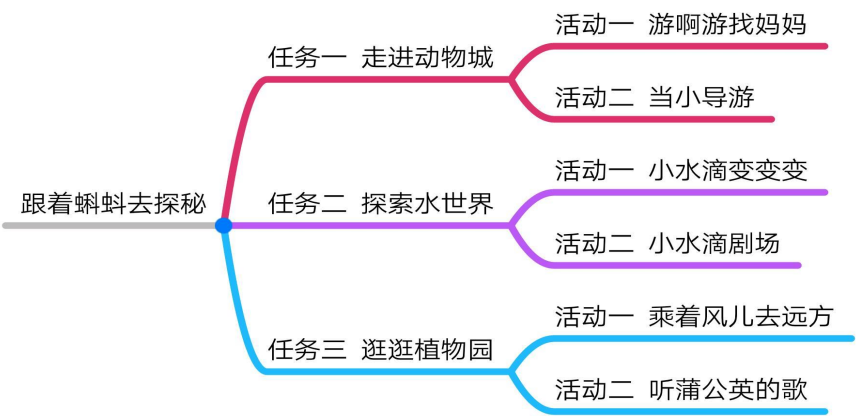 跟着蝌蚪去探秘
任务一 走进动物城
活动一 游啊游找妈妈
活动二 当小导游
任务二 探索水世界
活动一 小水滴变变变
活动二 小水滴剧场
任务三 逛逛植物园
活动一 乘着风儿去远方
活动二 听蒲公英的歌